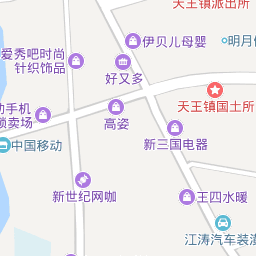 天王镇派出所
伊贝儿母婴
明月
爱秀吧时尚
针织饰品
好又多
天王镇国土所
动手机
锁卖场
高姿
新三国电器
中国移动
新世纪网咖
王四水暖
江涛汽车装潢